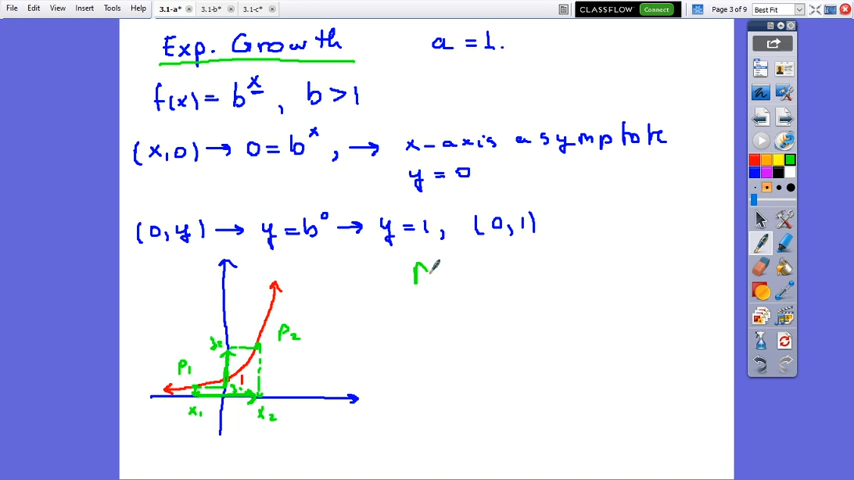 File Edit View Insert Tools Help 3.1-a* 3.1-b* 3.1-c* CLASSFLOW Connect Page 3 of 9 Best Fit
Exp. Growth a = 1.
f(x) = b^x, b > 1
(x, 0) → 0 = b^x, → x-axis asymptote
y = 0
(0, y) → y = b^0 → y = 1, (0, 1)
P2
y2
P1
1
y1
x1 x2